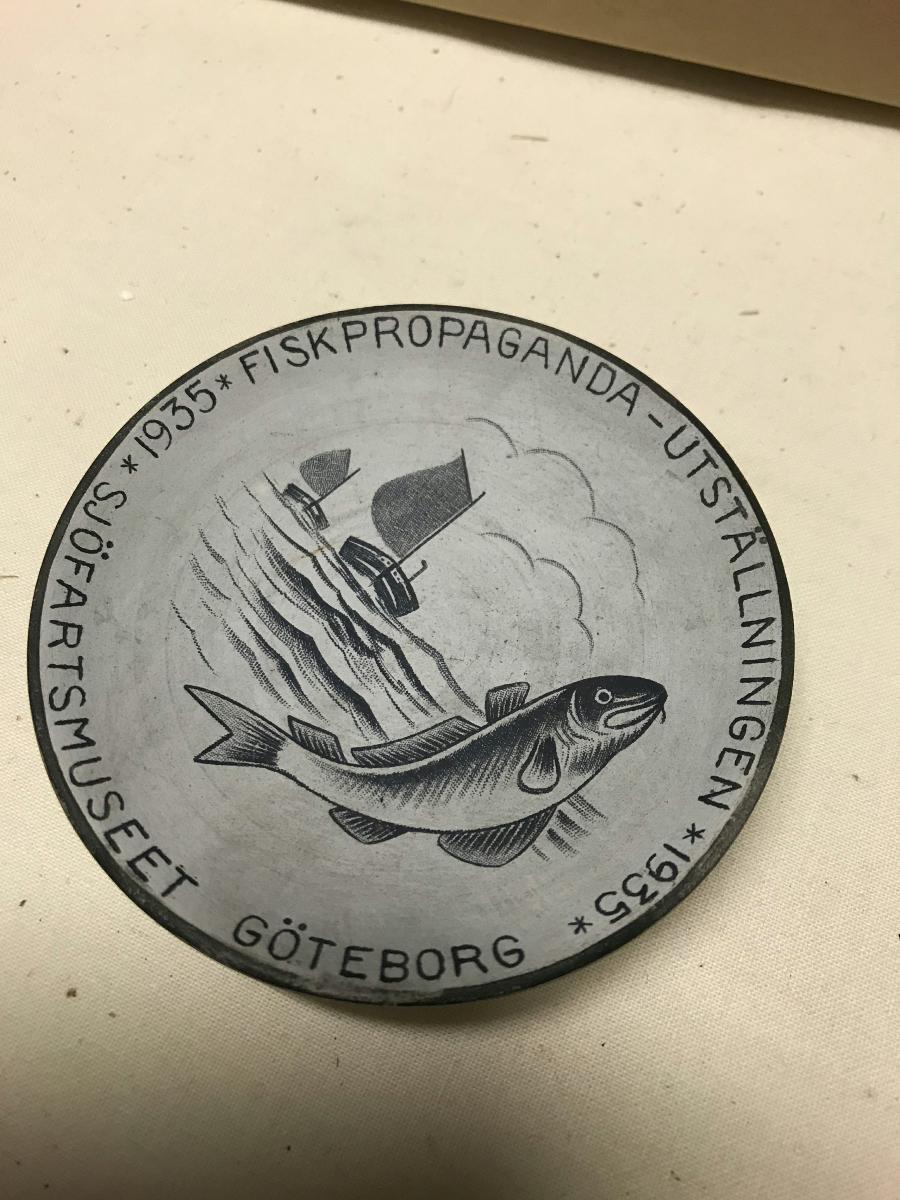 * 1935 * FISKPROPAGANDA-UTSTÄLLNINGEN * 1935 *
SJÖFARTSMUSEET GÖTEBORG